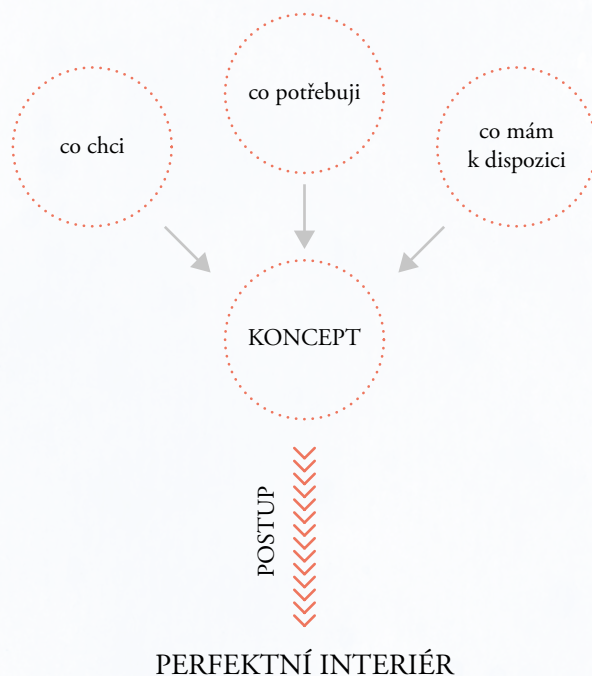 co chci
co potřebuji
co mám
k dispozici
KONCEPT
POSTUP
PERFEKTNÍ INTERIÉR